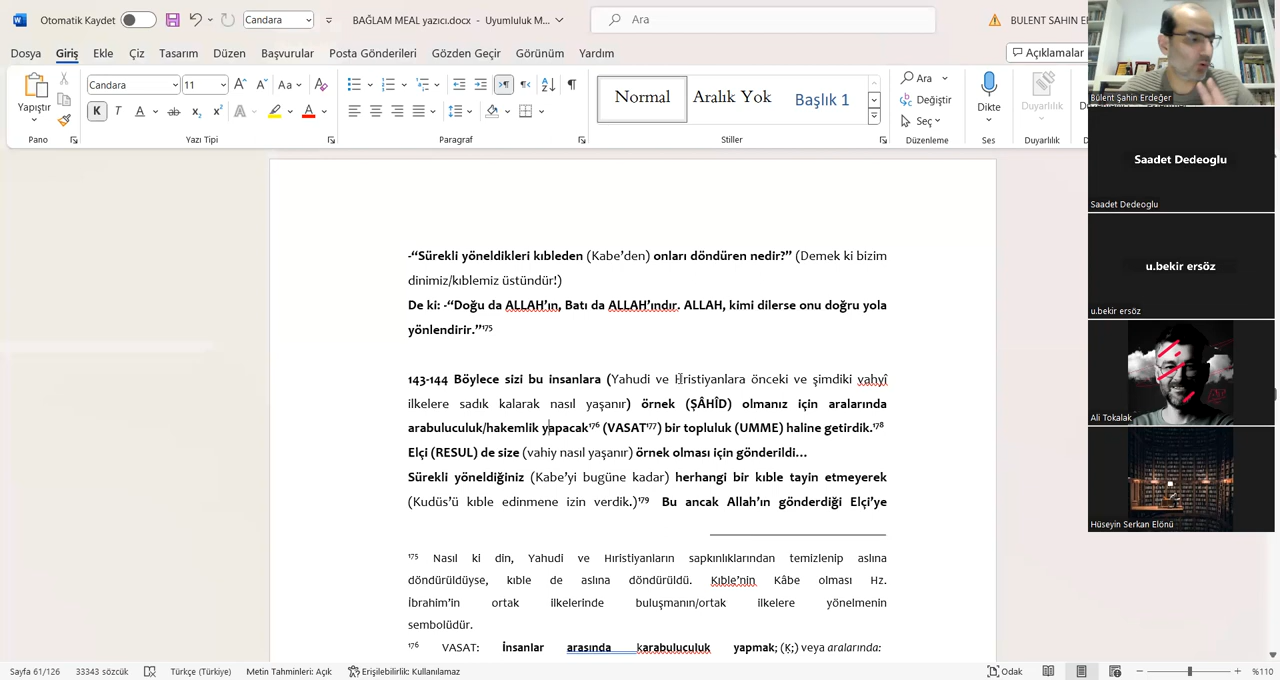 Otomatik Kaydet
Candara
BAĞLAM MEAL yazıcı.docx - Uyumluluk M...
Ara
BULENT SAHIN
Dosya Giriş Ekle Çiz Tasarım Düzen Başvurular Posta Gönderileri Gözden Geçir Görünüm Yardım
Açıklamalar
Yapıştır
Candara 11
Aa
K T A ab x₂ x² A A
Normal Aralık Yok Başlık 1
Ara
Değiştir
Seç
Dikte
Duyarlılık
Pano Yazı Tipi Paragraf Stiller Düzenleme Ses Duyarlılık
-“Sürekli yöneldikleri kıbleden (Kabe’den) onları döndüren nedir?” (Demek ki bizim
dinimiz/kıblemiz üstündür!)
De ki: -“Doğu da ALLAH’ın, Batı da ALLAH’ındır. ALLAH, kimi dilerse onu doğru yola
yönlendirir.”¹⁷⁵
143-144 Böylece sizi bu insanlara (Yahudi ve Hristiyanlara önceki ve şimdiki vahyî
ilkelere sadık kalarak nasıl yaşanır) örnek (ŞÂHÎD) olmanız için aralarında
arabuluculuk/hakemlik yapacak¹⁷⁶ (VASAT¹⁷⁷) bir topluluk (UMME) haline getirdik.¹⁷⁸
Elçi (RESUL) de size (vahiy nasıl yaşanır) örnek olması için gönderildi…
Sürekli yöneldiğiniz (Kabe’yi bugüne kadar) herhangi bir kıble tayin etmeyerek
(Kudüs’ü kıble edinmene izin verdik.)¹⁷⁹ Bu ancak Allah’ın gönderdiği Elçi’ye
¹⁷⁵ Nasıl ki din, Yahudi ve Hıristiyanların sapkınlıklarından temizlenip aslına
döndürüldüyse, kıble de aslına döndürüldü. Kıble’nin Kâbe olması Hz.
İbrahim’in ortak ilkelerinde buluşmanın/ortak ilkelere yönelmenin
sembolüdür.
¹⁷⁶ VASAT: İnsanlar arasında karabuluculuk yapmak; (K;) veya aralarında:
Bülent Şahin Erdeğer
Saadet Dedeoglu
Saadet Dedeoglu
u.bekir ersöz
u.bekir ersöz
Ali Tokalak
Hüseyin Serkan Elönü
Sayfa 61/126 33343 sözcük Türkçe (Türkiye) Metin Tahminleri: Açık Erişilebilirlik: Kullanılamaz
Odak
%110